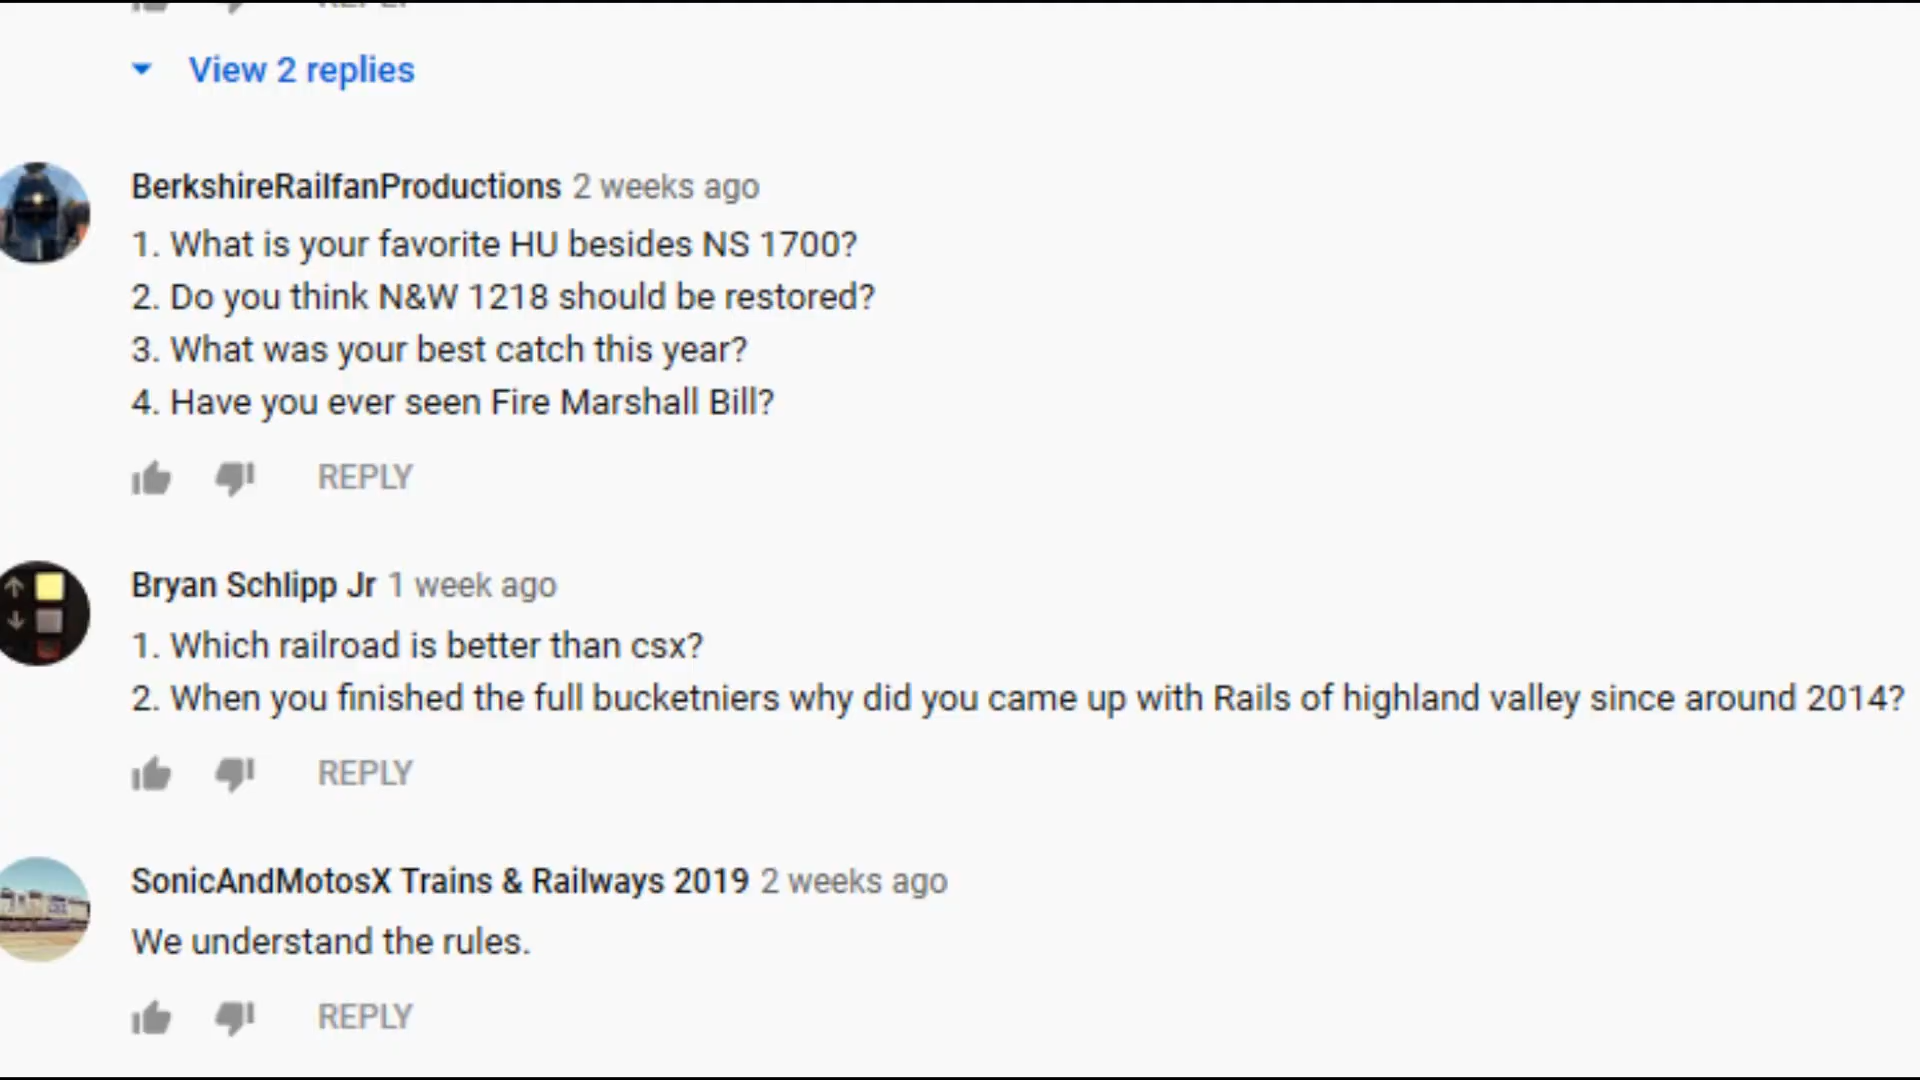 REPLY
View 2 replies
BerkshireRailfanProductions 2 weeks ago
1. What is your favorite HU besides NS 1700?
2. Do you think N&W 1218 should be restored?
3. What was your best catch this year?
4. Have you ever seen Fire Marshall Bill?
REPLY
Bryan Schlipp Jr 1 week ago
1. Which railroad is better than csx?
2. When you finished the full bucketniers why did you came up with Rails of highland valley since around 2014?
REPLY
SonicAndMotosX Trains & Railways 2019 2 weeks ago
We understand the rules.
REPLY